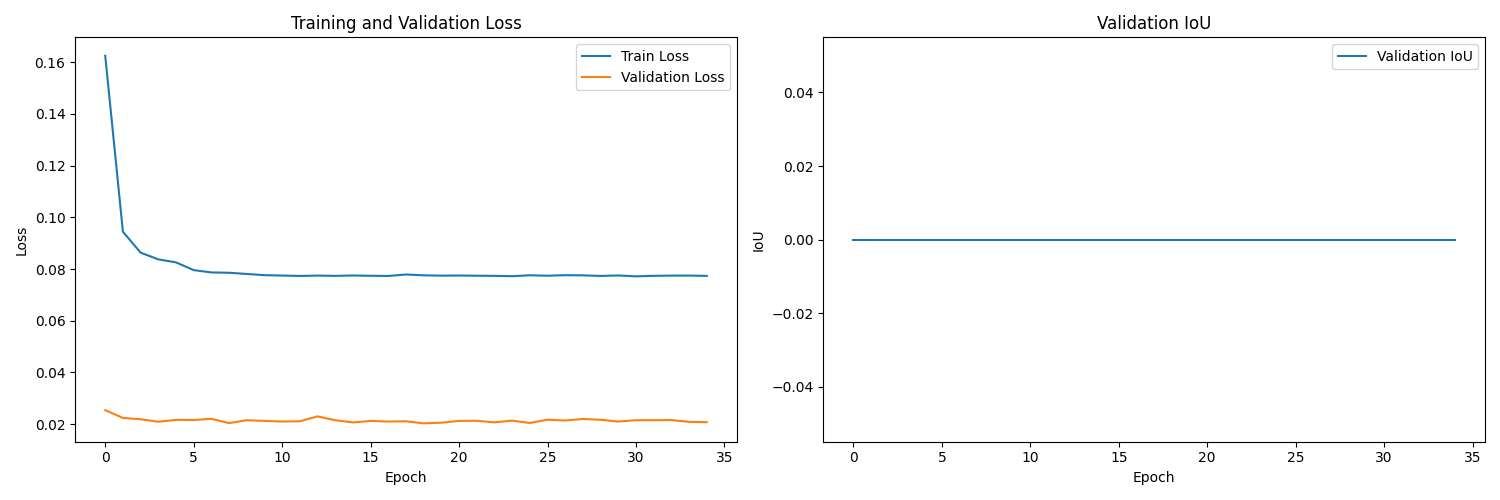 Training and Validation Loss
Train Loss
Validation Loss
0.16
0.14
0.12
0.10
0.08
0.06
0.04
0.02
Loss
0 5 10 15 20 25 30 35
Epoch
Validation IoU
Validation IoU
0.04
0.02
0.00
−0.02
−0.04
IoU
0 5 10 15 20 25 30 35
Epoch